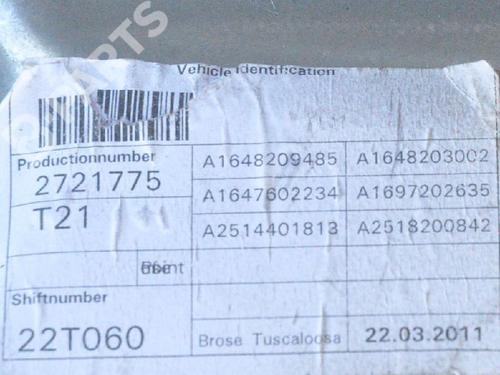 Vehicle Identification
Productionnumber
2721775
T21
A1648209485 A1648203002
A1647602234 A1697202635
A2514401813 A2518200842
Shiftnumber
22T060
Brose Tuscaloosa 22.03.2011